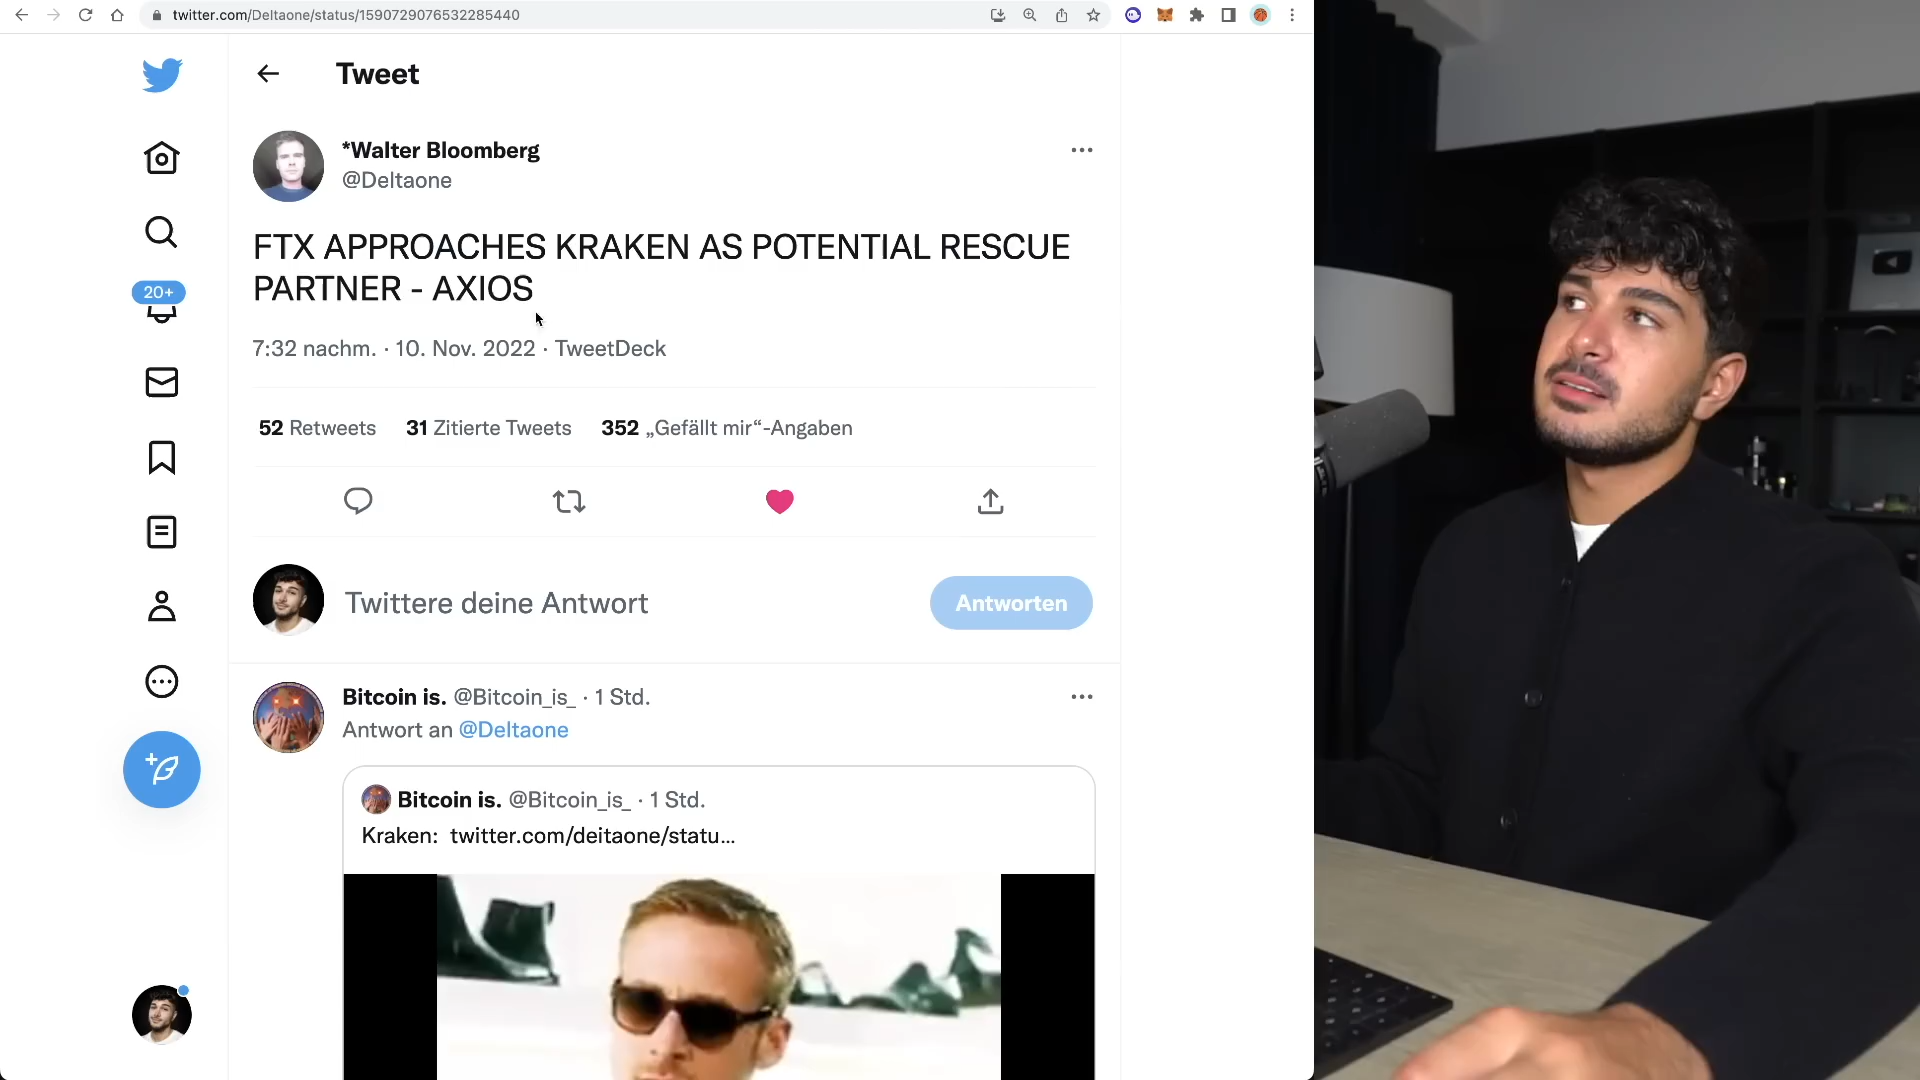 twitter.com/Deltaone/status/1590729076532285440
Tweet
*Walter Bloomberg
@Deltaone
FTX APPROACHES KRAKEN AS POTENTIAL RESCUE
PARTNER - AXIOS
7:32 nachm. · 10. Nov. 2022 · TweetDeck
52 Retweets 31 Zitierte Tweets 352 „Gefällt mir“-Angaben
20+
Twittere deine Antwort
Antworten
Bitcoin is. @Bitcoin_is_ · 1 Std.
Antwort an @Deltaone
Bitcoin is. @Bitcoin_is_ · 1 Std.
Kraken: twitter.com/deitaone/statu...